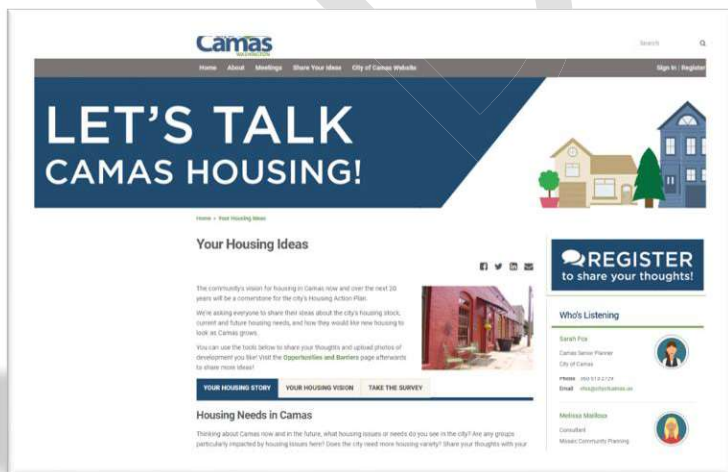 Camas
WASHINGTON
Search
Home About Meetings Share Your Ideas City of Camas Website
Sign In | Register
LET'S TALK
CAMAS HOUSING!
Home » Your Housing Ideas
Your Housing Ideas
REGISTER
to share your thoughts!
The community's vision for housing in Camas now and over the next 20
years will be a cornerstone for the city's Housing Action Plan.
We're asking everyone to share their ideas about the city's housing stock,
current and future housing needs, and how they would like new housing to
look as Camas grows.
You can use the tools below to share your thoughts and upload photos of
development you like! Visit the Opportunities and Barriers page afterwards
to share more ideas!
YOUR HOUSING STORY YOUR HOUSING VISION TAKE THE SURVEY
Housing Needs in Camas
Thinking about Camas now and in the future, what housing issues or needs do you see in the city? Are any groups
particularly impacted by housing issues here? Does the city need more housing variety? Share your thoughts with your
Who's Listening
Sarah Fox
Camas Senior Planner
City of Camas
Phone
Email
Melissa Mailloux
Consultant
Mosaic Community Planning